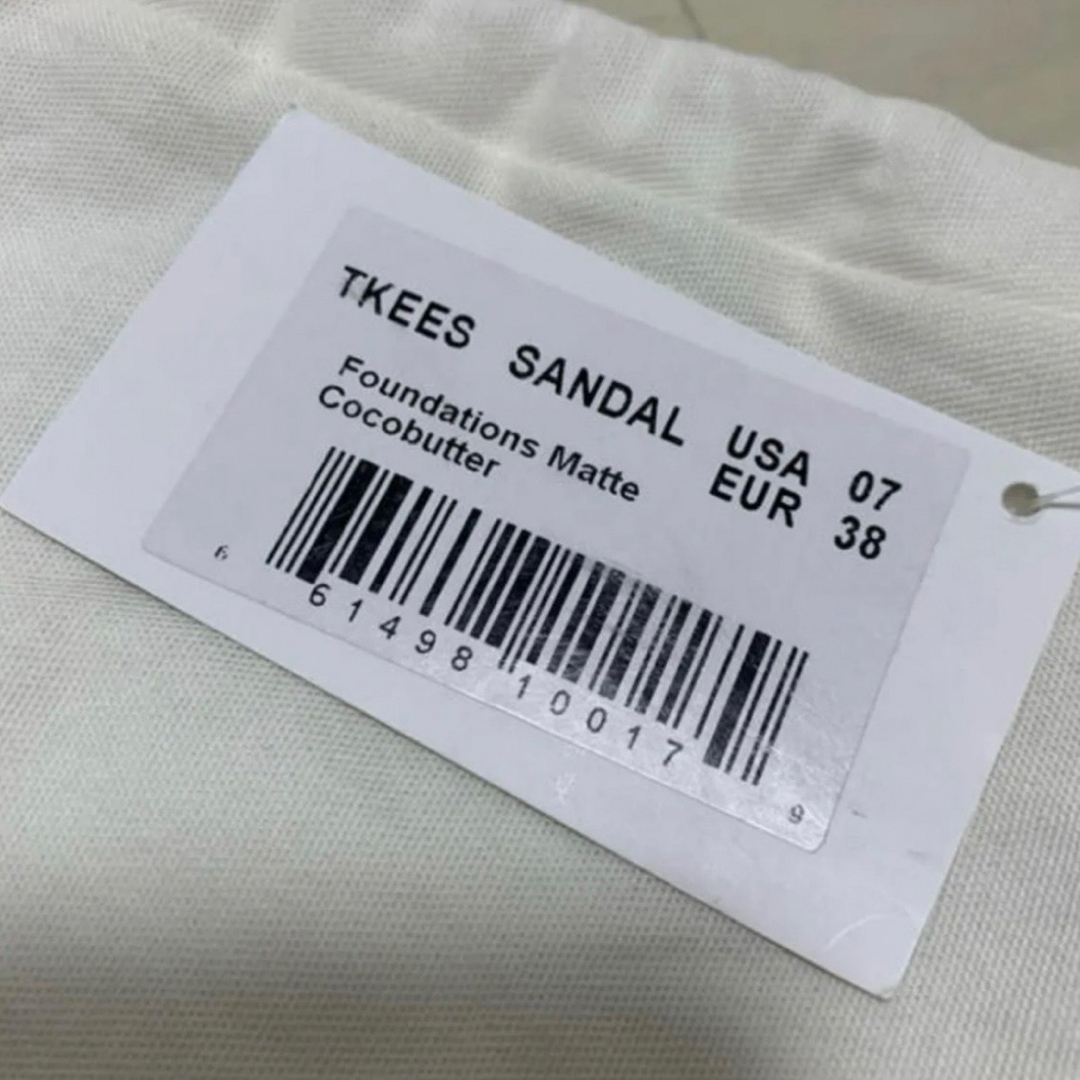 TKEES SANDAL USA 07
EUR 38
Foundations Matte
Cocobutter
6 61498 10017 9